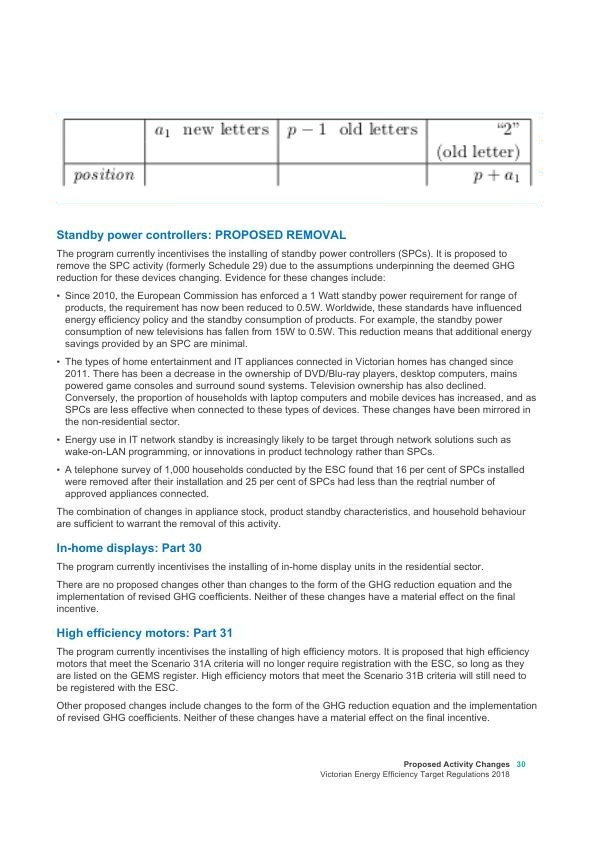 a₁ new letters p − 1 old letters “2”
(old letter)
position p + a₁
Standby power controllers: PROPOSED REMOVAL
The program currently incentivises the installing of standby power controllers (SPCs). It is proposed to
remove the SPC activity (formerly Schedule 29) due to the assumptions underpinning the deemed GHG
reduction for these devices changing. Evidence for these changes include:
• Since 2010, the European Commission has enforced a 1 Watt standby power requirement for range of
products, the requirement has now been reduced to 0.5W. Worldwide, these standards have influenced
energy efficiency policy and the standby consumption of products. For example, the standby power
consumption of new televisions has fallen from 15W to 0.5W. This reduction means that additional energy
savings provided by an SPC are minimal.
• The types of home entertainment and IT appliances connected in Victorian homes has changed since
2011. There has been a decrease in the ownership of DVD/Blu-ray players, desktop computers, mains
powered game consoles and surround sound systems. Television ownership has also declined.
Conversely, the proportion of households with laptop computers and mobile devices has increased, and as
SPCs are less effective when connected to these types of devices. These changes have been mirrored in
the non-residential sector.
• Energy use in IT network standby is increasingly likely to be target through network solutions such as
wake-on-LAN programming, or innovations in product technology rather than SPCs.
• A telephone survey of 1,000 households conducted by the ESC found that 16 per cent of SPCs installed
were removed after their installation and 25 per cent of SPCs had less than the reqtrial number of
approved appliances connected.
The combination of changes in appliance stock, product standby characteristics, and household behaviour
are sufficient to warrant the removal of this activity.
In-home displays: Part 30
The program currently incentivises the installing of in-home display units in the residential sector.
There are no proposed changes other than changes to the form of the GHG reduction equation and the
implementation of revised GHG coefficients. Neither of these changes have a material effect on the final
incentive.
High efficiency motors: Part 31
The program currently incentivises the installing of high efficiency motors. It is proposed that high efficiency
motors that meet the Scenario 31A criteria will no longer require registration with the ESC, so long as they
are listed on the GEMS register. High efficiency motors that meet the Scenario 31B criteria will still need to
be registered with the ESC.
Other proposed changes include changes to the form of the GHG reduction equation and the implementation
of revised GHG coefficients. Neither of these changes have a material effect on the final incentive.
Proposed Activity Changes 30
Victorian Energy Efficiency Target Regulations 2018